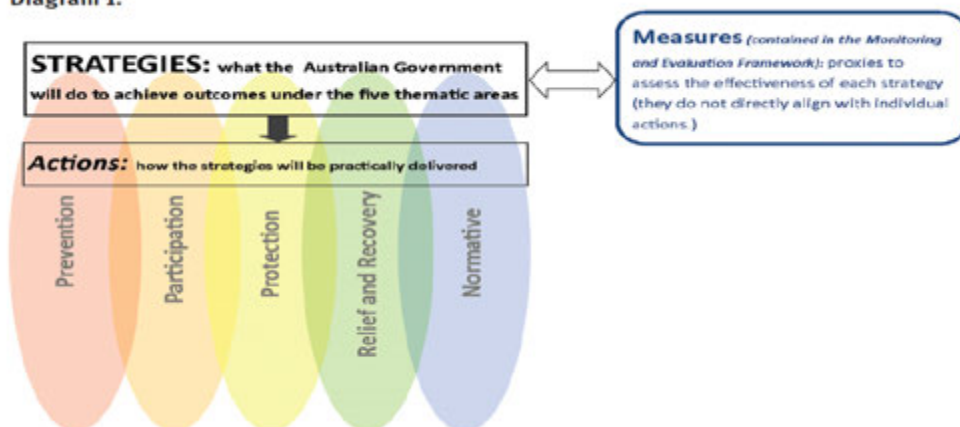 Diagram 1:
STRATEGIES: what the Australian Government
will do to achieve outcomes under the five thematic areas
Measures (contained in the Monitoring
and Evaluation Framework): proxies to
assess the effectiveness of each strategy
(they do not directly align with individual
actions.)
Actions: how the strategies will be practically delivered
Prevention
Participation
Protection
Relief and Recovery
Normative